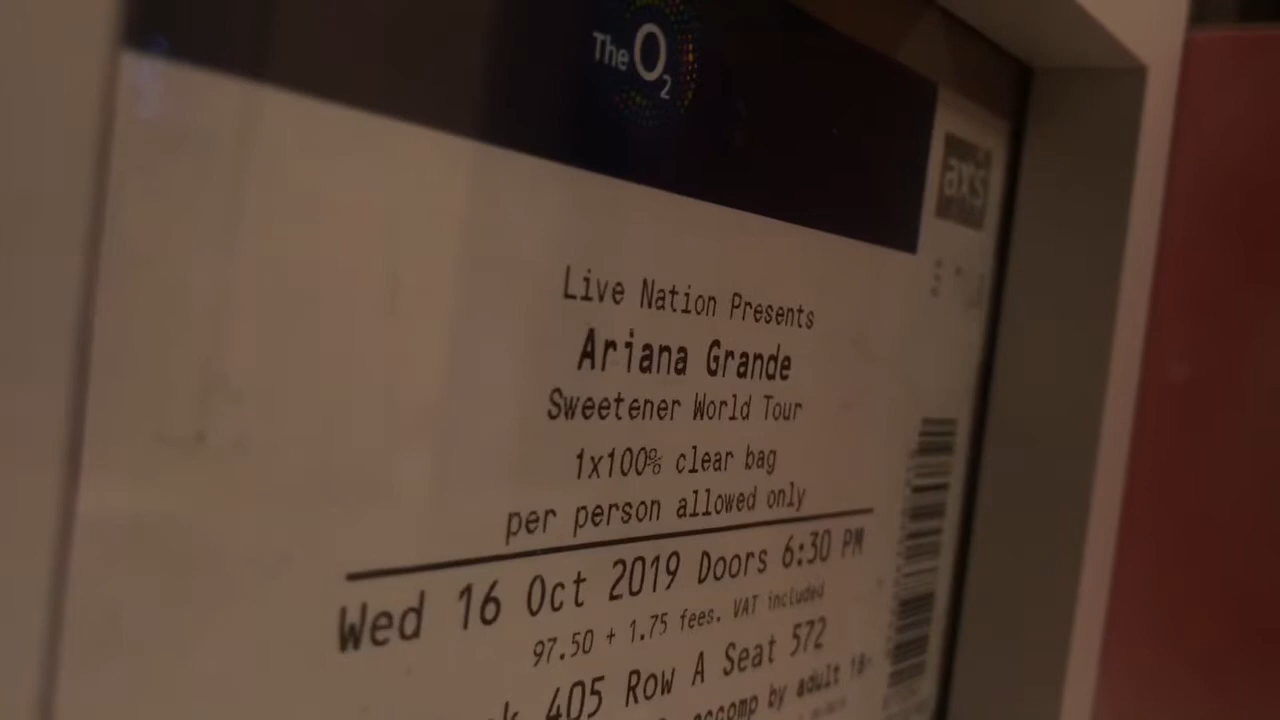 The O2
axs
Live Nation Presents
Ariana Grande
Sweetener World Tour
1x100% clear bag
per person allowed only
Wed 16 Oct 2019 Doors 6:30 PM
97.50 + 1.75 fees. VAT included
405 Row A Seat 572
accomp by adult